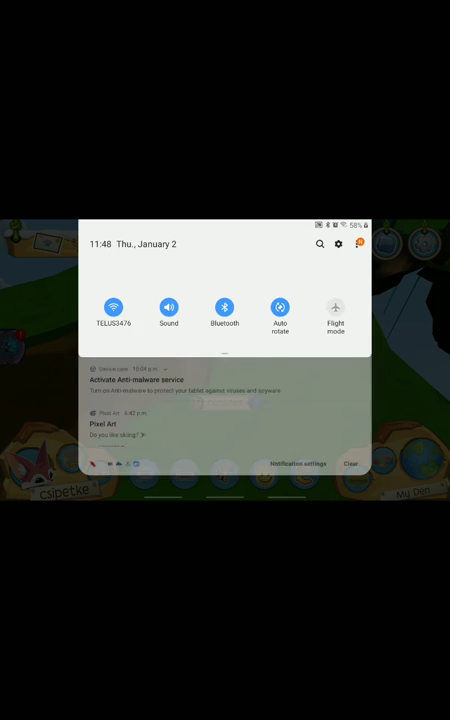 58%
11:48 Thu., January 2
TELUS3476
Sound
Bluetooth
Auto
rotate
Flight
mode
Device care · 10:04 p.m.
Activate Anti-malware service
Turn on Anti-malware to protect your tablet against viruses and spyware.
Pixel Art · 5:42 p.m.
Pixel Art
Do you like skiing?
Notification settings
Clear
csipetke
My Den